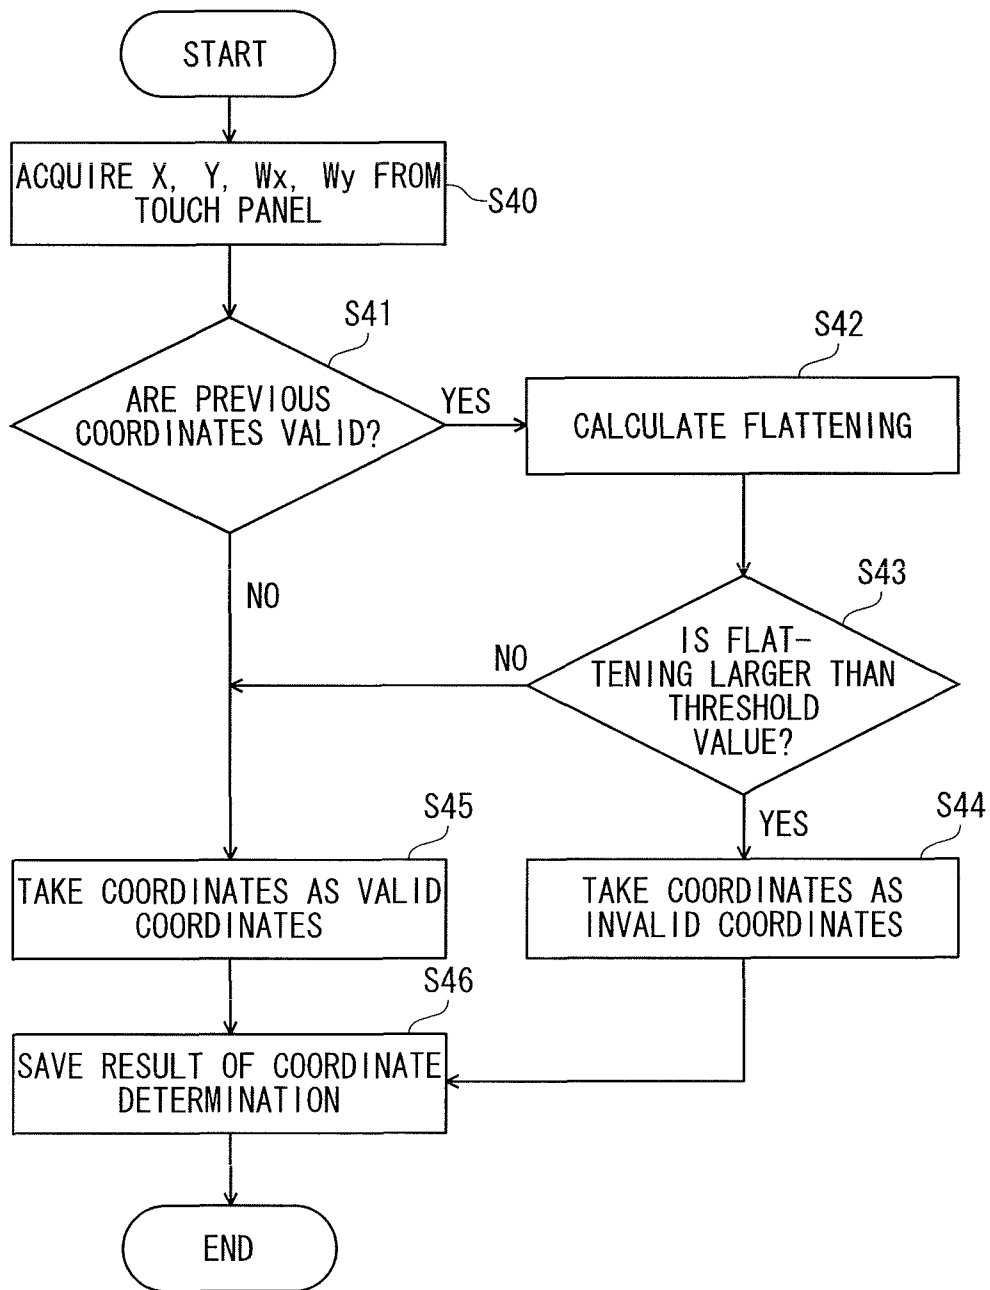 START
ACQUIRE X, Y, Wx, Wy FROM
TOUCH PANEL
S40
S41
ARE PREVIOUS
COORDINATES VALID?
YES
S42
CALCULATE FLATTENING
NO
S43
IS FLAT-
TENING LARGER THAN
THRESHOLD
VALUE?
NO
YES
S45
TAKE COORDINATES AS VALID
COORDINATES
S44
TAKE COORDINATES AS
INVALID COORDINATES
S46
SAVE RESULT OF COORDINATE
DETERMINATION
END